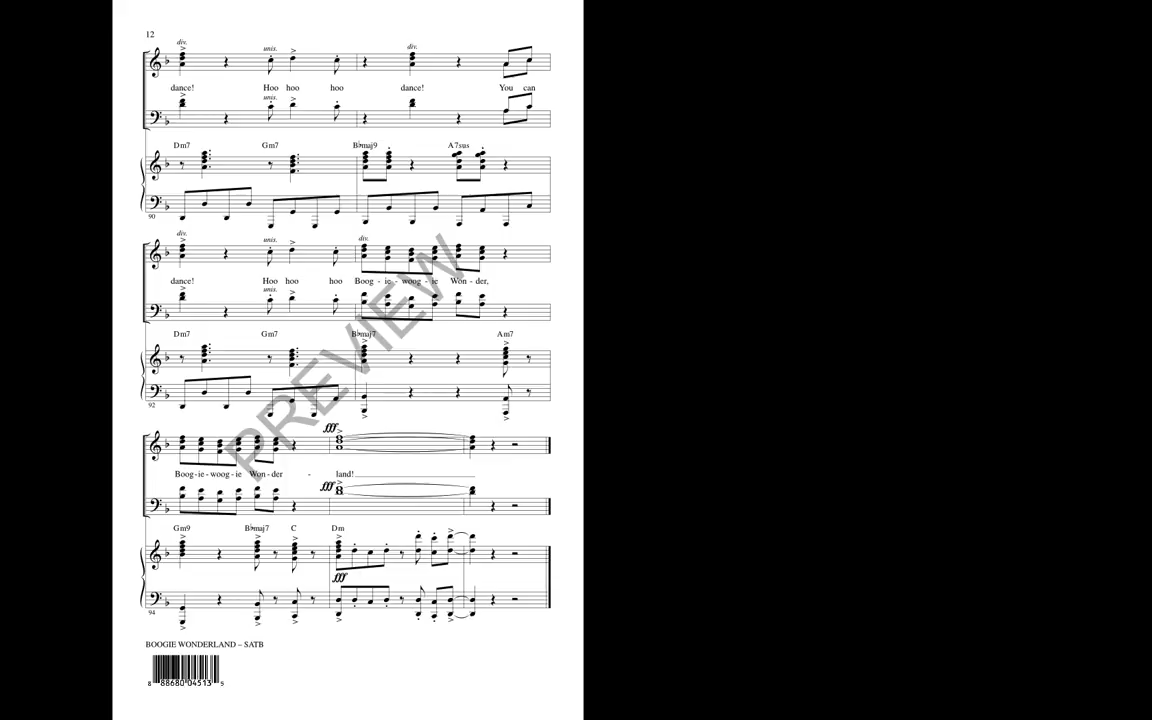 12
div.
unis.
div.
dance! Hoo hoo hoo dance! You can
unis.
Dm7 Gm7 B♭maj9 A7sus
90
div.
unis.
div.
dance! Hoo hoo hoo Boog - ie - woog - ie Won - der,
unis.
Dm7 Gm7 B♭maj7 Am7
92
PREVIEW
fff
Boog - ie - woog - ie Won - der - land!
fff
Gm9 B♭maj7 C Dm
fff
94
BOOGIE WONDERLAND – SATB
8 88680 04513 5